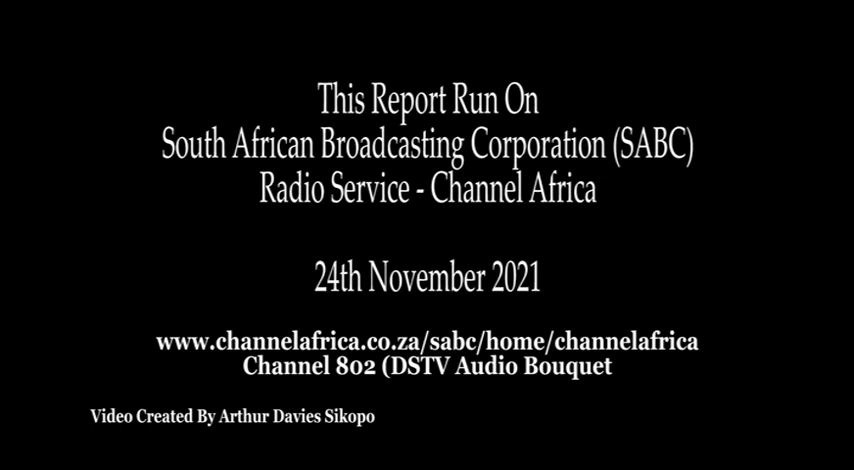 This Report Run On
South African Broadcasting Corporation (SABC)
Radio Service - Channel Africa
24th November 2021
www.channelafrica.co.za/sabc/home/channelafrica
Channel 802 (DSTV Audio Bouquet
Video Created By Arthur Davies Sikopo